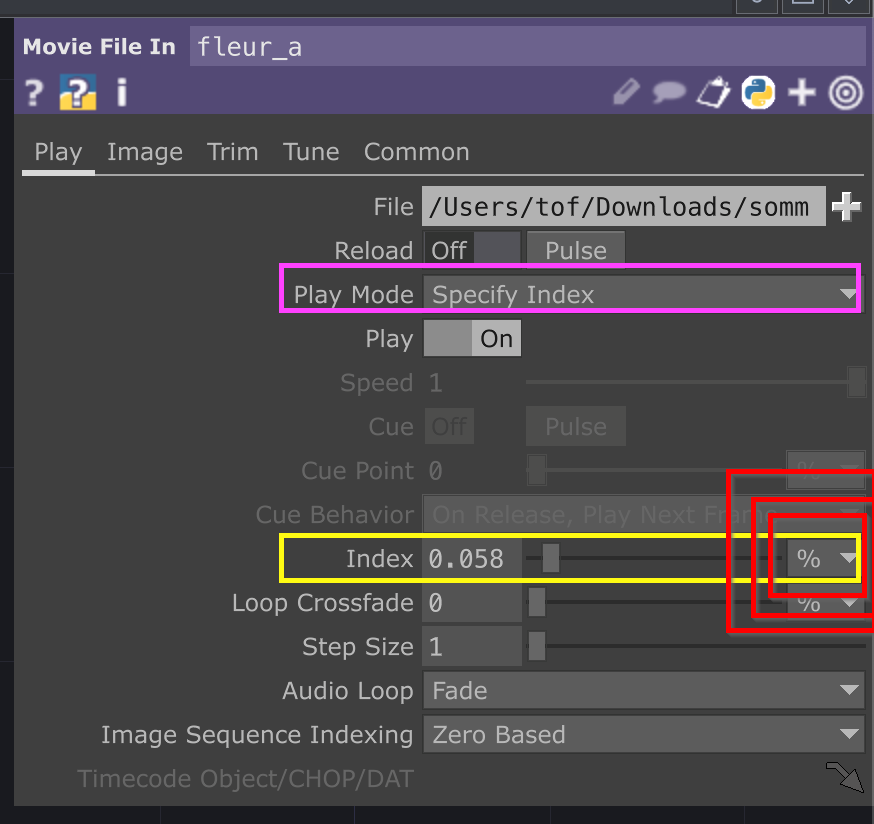 Movie File In fleur_a
? ? i
Play Image Trim Tune Common
File /Users/tof/Downloads/somm
Reload Off Pulse
Play Mode Specify Index
Play On
Speed 1
Cue Off Pulse
Cue Point 0 %
Cue Behavior On Release, Play Next Frame
Index 0.058 %
Loop Crossfade 0 %
Step Size 1
Audio Loop Fade
Image Sequence Indexing Zero Based
Timecode Object/CHOP/DAT